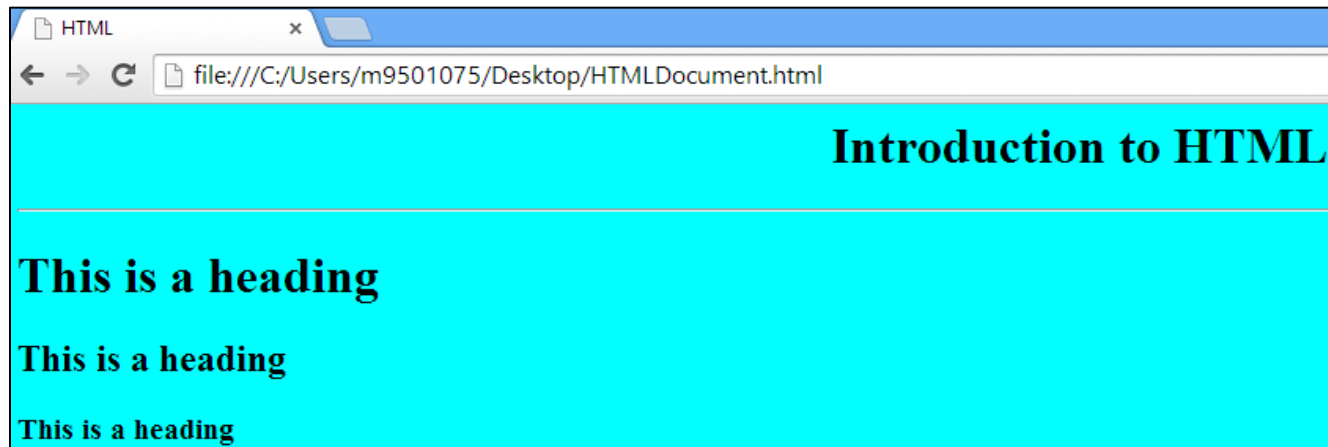 HTML
file:///C:/Users/m9501075/Desktop/HTMLDocument.html
Introduction to HTML
This is a heading
This is a heading
This is a heading